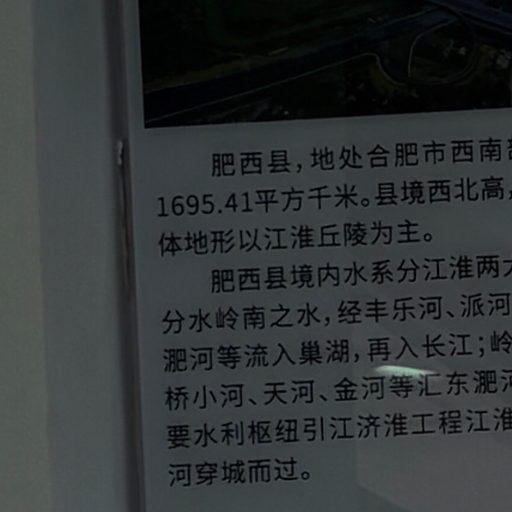 肥西县，地处合肥市西南
1695.41平方千米。县境西北高，
体地形以江淮丘陵为主。
肥西县境内水系分江淮两大
分水岭南之水，经丰乐河、派河
淝河等流入巢湖，再入长江；岭
桥小河、天河、金河等汇东淝河
要水利枢纽引江济淮工程江淮
河穿城而过。